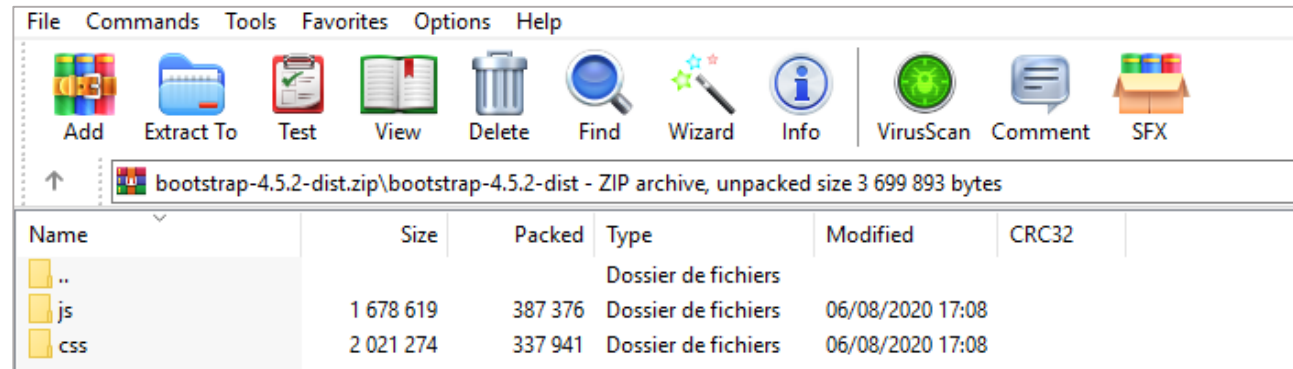 File Commands Tools Favorites Options Help
Add Extract To Test View Delete Find Wizard Info VirusScan Comment SFX
bootstrap-4.5.2-dist.zip\bootstrap-4.5.2-dist - ZIP archive, unpacked size 3 699 893 bytes
Name Size Packed Type Modified CRC32
.. Dossier de fichiers
js 1 678 619 387 376 Dossier de fichiers 06/08/2020 17:08
css 2 021 274 337 941 Dossier de fichiers 06/08/2020 17:08